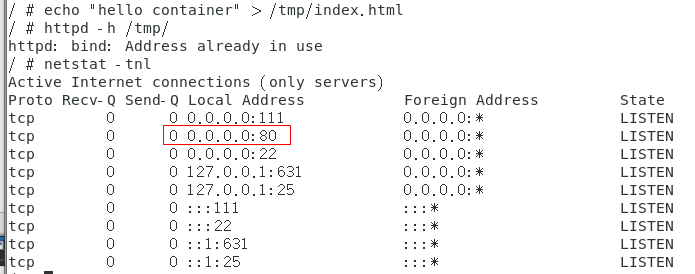 / # echo "hello container" > /tmp/index.html
/ # httpd -h /tmp/
httpd: bind: Address already in use
/ # netstat -tnl
Active Internet connections (only servers)
Proto Recv-Q Send-Q Local Address Foreign Address State
tcp 0 0 0.0.0.0:111 0.0.0.0:* LISTEN
tcp 0 0 0.0.0.0:80 0.0.0.0:* LISTEN
tcp 0 0 0.0.0.0:22 0.0.0.0:* LISTEN
tcp 0 0 127.0.0.1:631 0.0.0.0:* LISTEN
tcp 0 0 127.0.0.1:25 0.0.0.0:* LISTEN
tcp 0 0 :::111 :::* LISTEN
tcp 0 0 :::22 :::* LISTEN
tcp 0 0 ::1:631 :::* LISTEN
tcp 0 0 ::1:25 :::* LISTEN